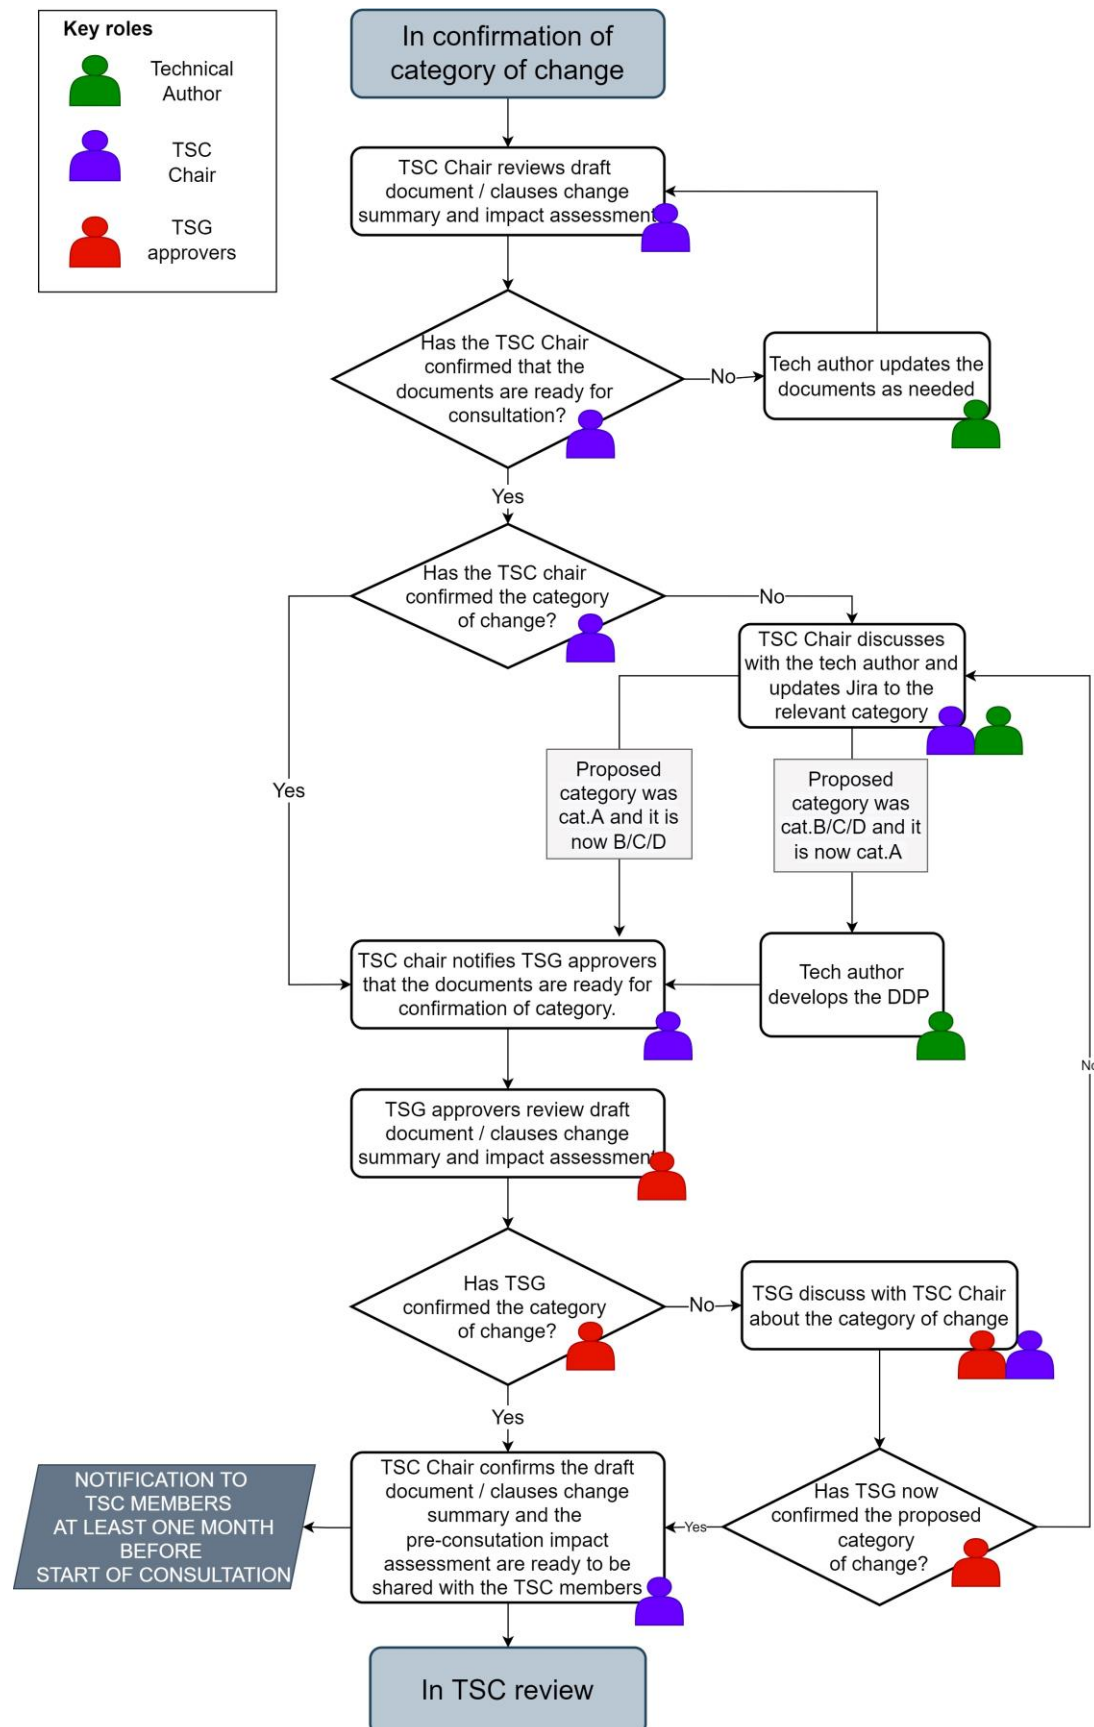 Key roles
Technical
Author
TSC
Chair
TSG
approvers
In confirmation of
category of change
TSC Chair reviews draft
document / clauses change
summary and impact assessment
Has the TSC Chair
confirmed that the
documents are ready for
consultation?
No
Tech author updates the
documents as needed
Yes
Has the TSC chair
confirmed the category
of change?
No
TSC Chair discusses
with the tech author and
updates Jira to the
relevant category
Yes
Proposed
category was
cat.A and it is
now B/C/D
Proposed
category was
cat.B/C/D and it
is now cat.A
TSC chair notifies TSG approvers
that the documents are ready for
confirmation of category.
Tech author
develops the DDP
No
TSG approvers review draft
document / clauses change
summary and impact assessment
Has TSG
confirmed the category
of change?
No
TSG discuss with TSC Chair
about the category of change
Yes
NOTIFICATION TO
TSC MEMBERS
AT LEAST ONE MONTH
BEFORE
START OF CONSULTATION
TSC Chair confirms the draft
document / clauses change
summary and the
pre-consutation impact
assessment are ready to be
shared with the TSC members
Yes
Has TSG now
confirmed the proposed
category
of change?
In TSC review